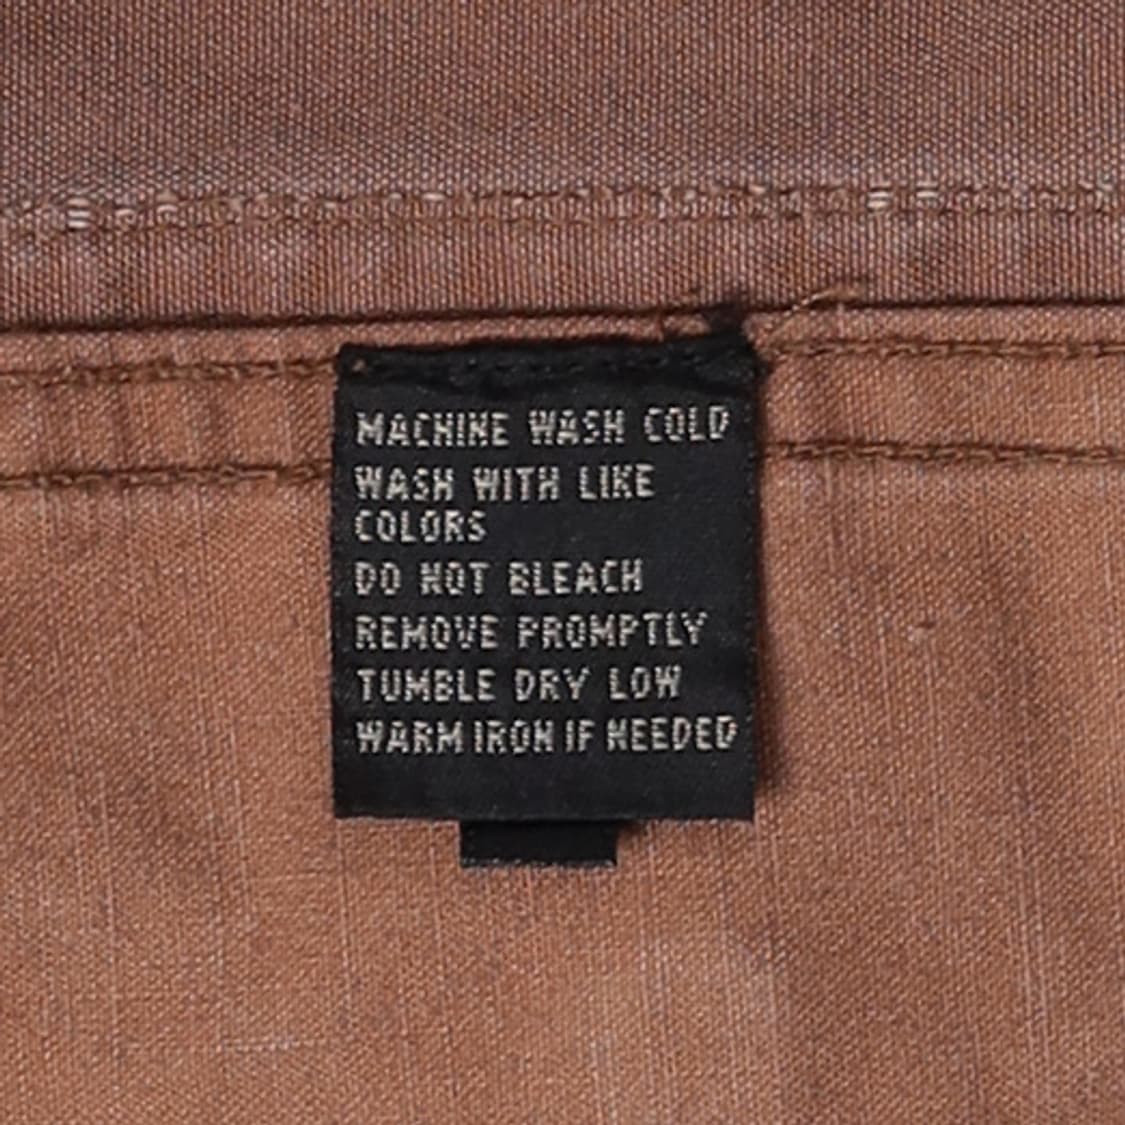 MACHINE WASH COLD
WASH WITH LIKE
COLORS
DO NOT BLEACH
REMOVE PROMPTLY
TUMBLE DRY LOW
WARM IRON IF NEEDED